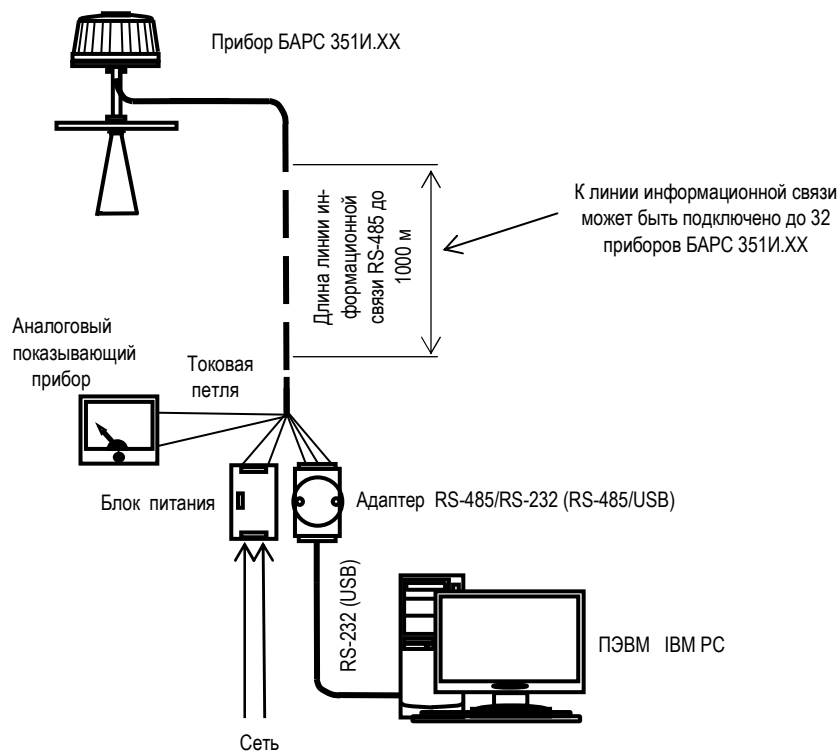 Прибор БАРС 351И.ХХ
Длина линии ин-
формационной
связи RS-485 до
1000 м
К линии информационной связи
может быть подключено до 32
приборов БАРС 351И.ХХ
Аналоговый
показывающий
прибор
Токовая
петля
Блок питания
Адаптер RS-485/RS-232 (RS-485/USB)
RS-232 (USB)
ПЭВМ IBM PC
Сеть